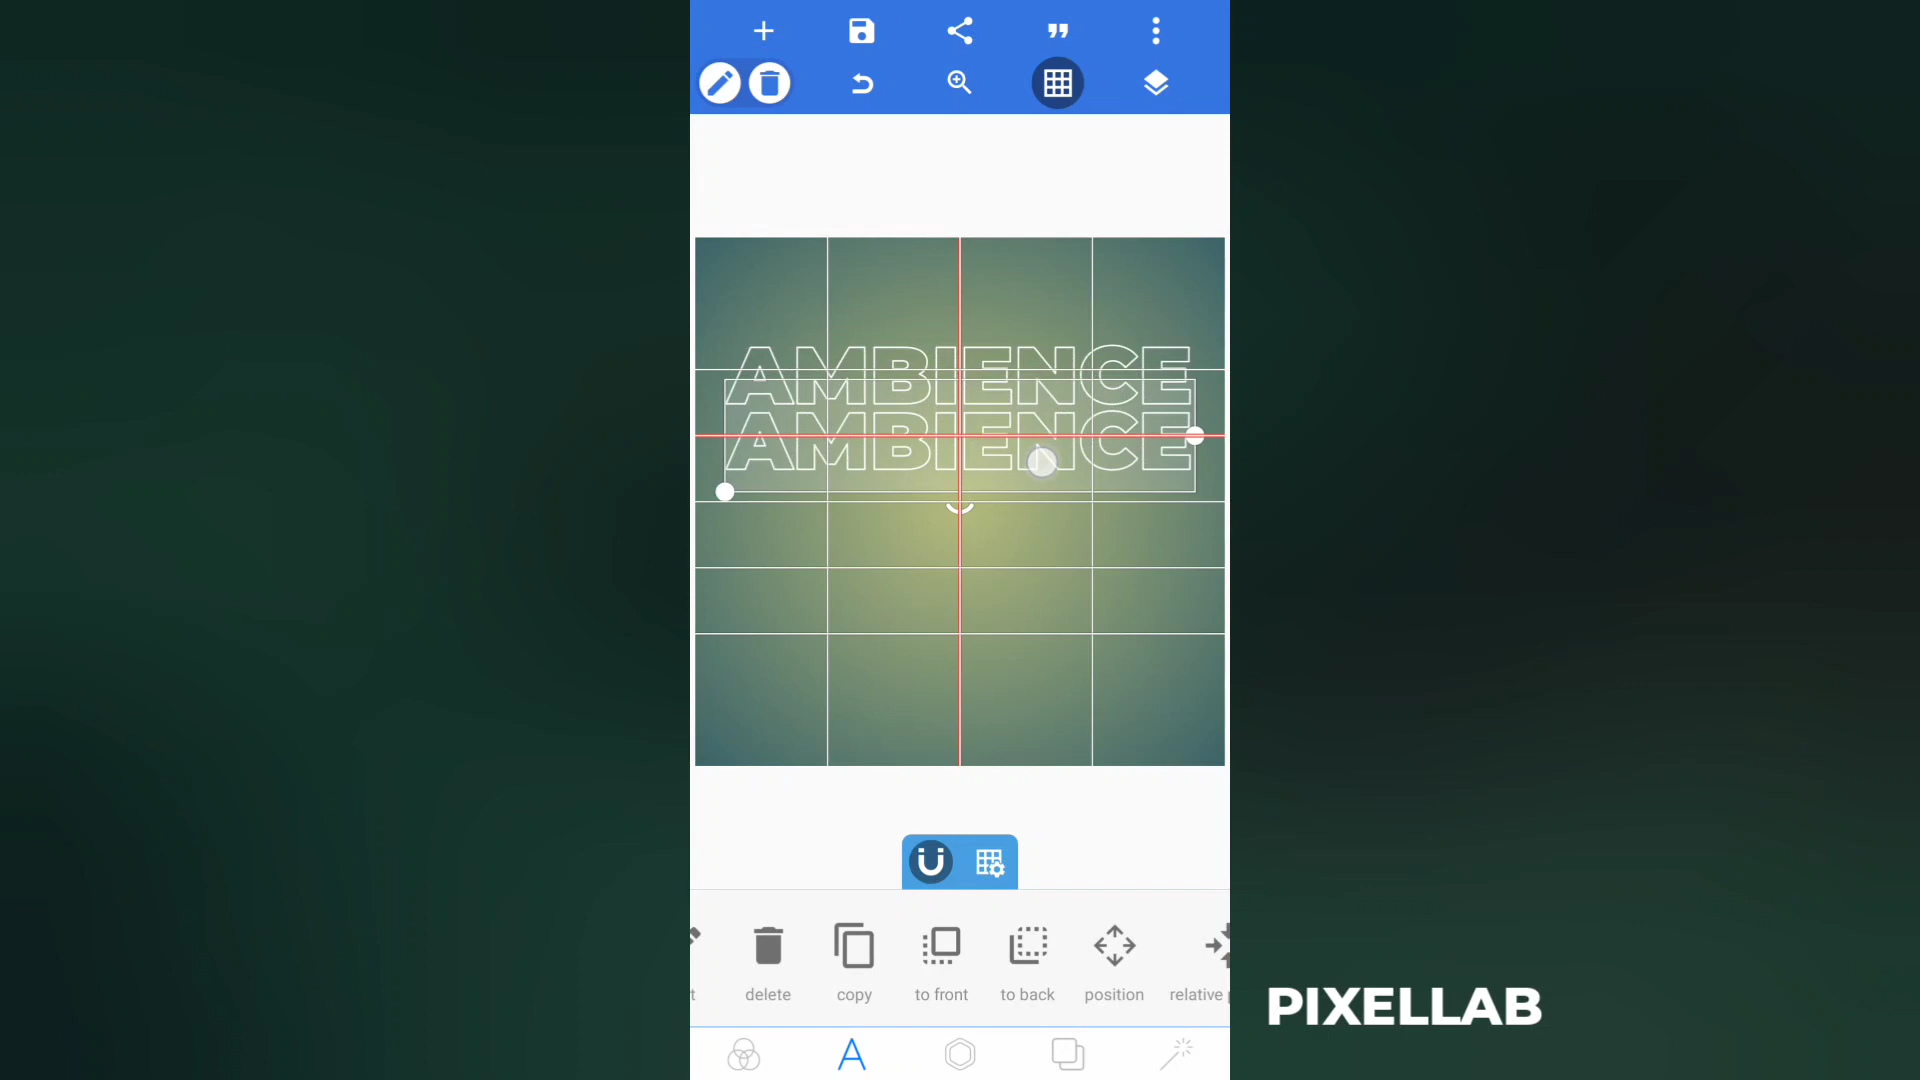 AMBIENCE
AMBIENCE
delete
copy
to front
to back
position
relative
PIXELLAB